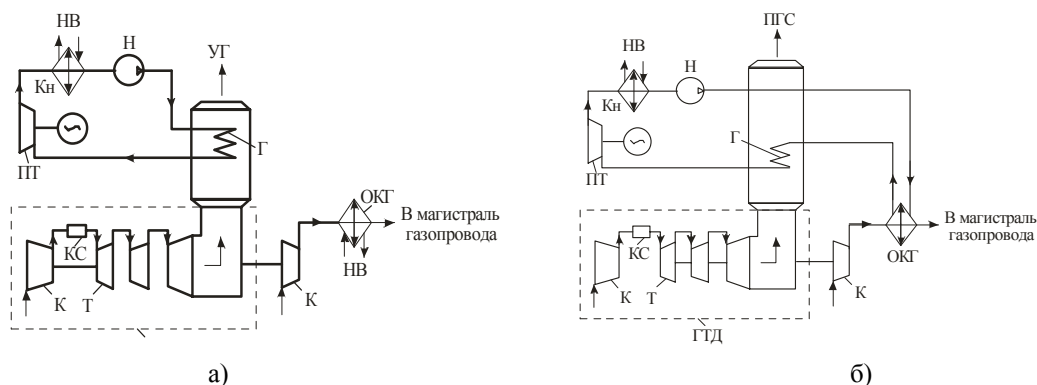 НВ
Н
УГ
Кн
Г
ПТ
ОКГ
В магистраль
газопровода
КС
НВ
К
Т
К
а)
ПГС
НВ
Н
Кн
Г
ПТ
В магистраль
газопровода
КС
ОКГ
К
Т
К
ГТД
б)